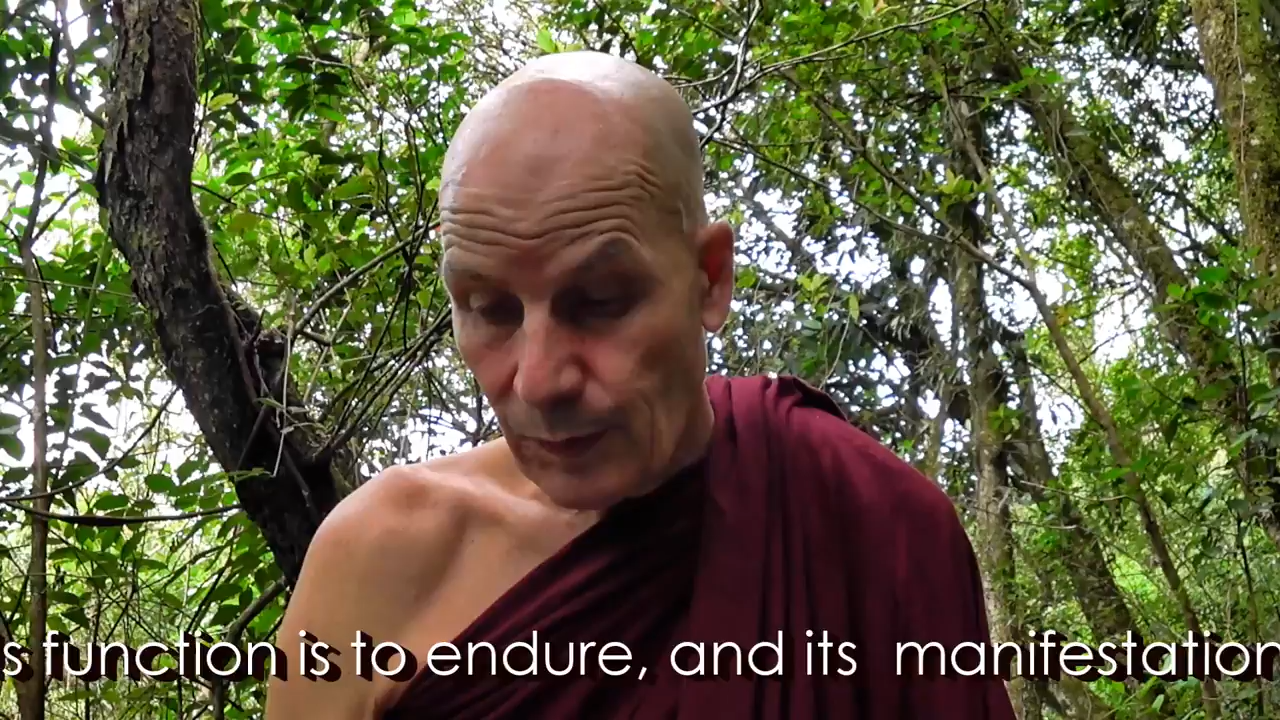 s function is to endure, and its manifestation